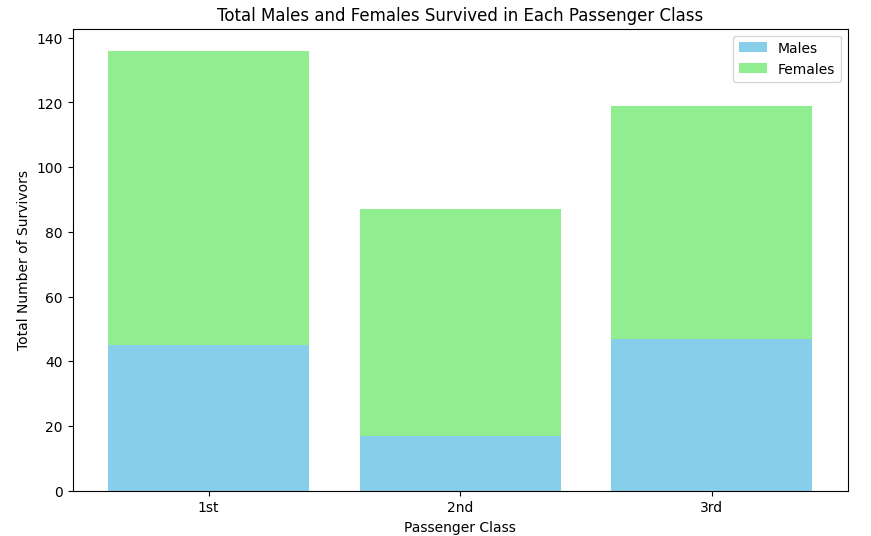 Total Males and Females Survived in Each Passenger Class
Males
Females
140
120
100
80
60
40
20
0
Total Number of Survivors
1st 2nd 3rd
Passenger Class